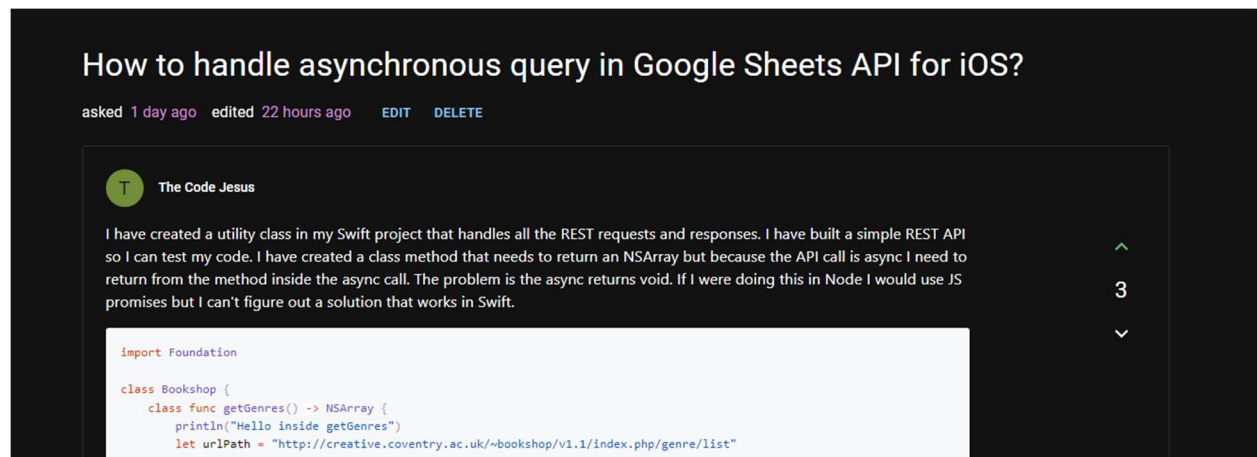 How to handle asynchronous query in Google Sheets API for iOS?
asked 1 day ago edited 22 hours ago EDIT DELETE
T The Code Jesus
I have created a utility class in my Swift project that handles all the REST requests and responses. I have built a simple REST API
so I can test my code. I have created a class method that needs to return an NSArray but because the API call is async I need to
return from the method inside the async call. The problem is the async returns void. If I were doing this in Node I would use JS
promises but I can't figure out a solution that works in Swift.
3
import Foundation
class Bookshop {
    class func getGenres() -> NSArray {
        println("Hello inside getGenres")
        let urlPath = "http://creative.coventry.ac.uk/~bookshop/v1.1/index.php/genre/list"